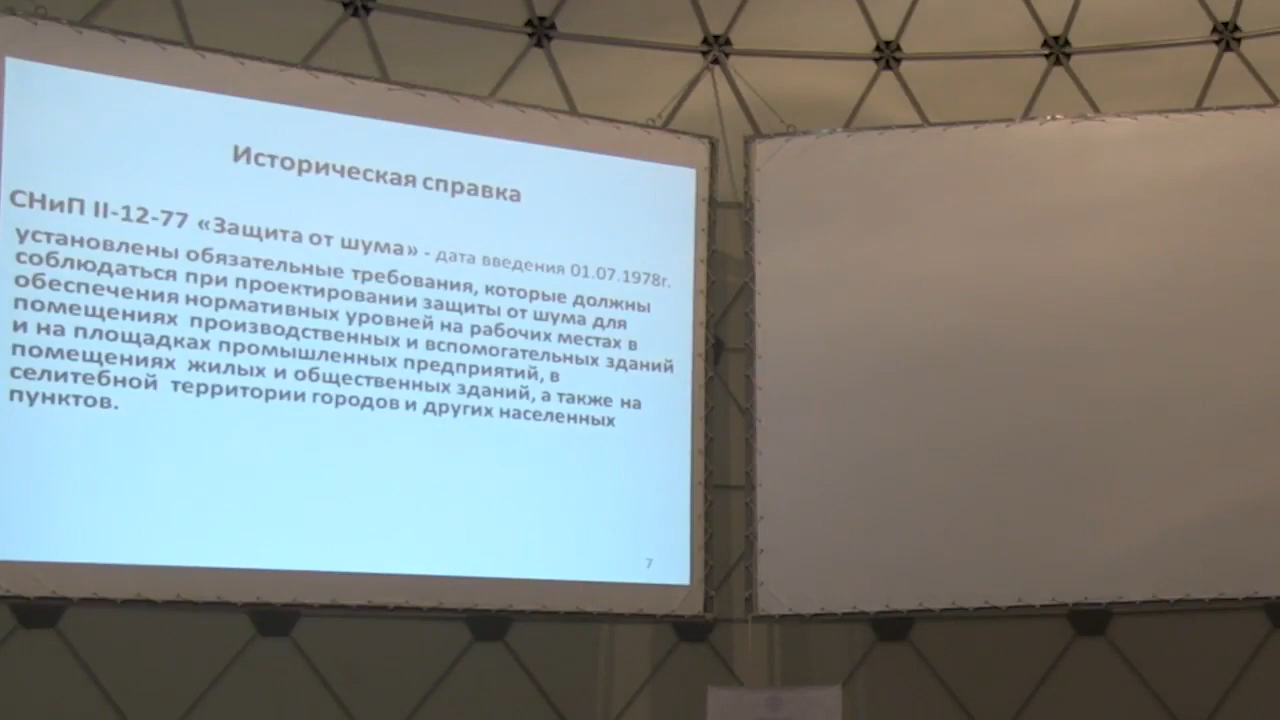 Историческая справка
СНиП II-12-77 «Защита от шума» - дата введения 01.07.1978г.
установлены обязательные требования, которые должны
соблюдаться при проектировании защиты от шума для
обеспечения нормативных уровней на рабочих местах в
помещениях производственных и вспомогательных зданий
и на площадках промышленных предприятий, в
помещениях жилых и общественных зданий, а также на
селитебной территории городов и других населенных
пунктов.
7